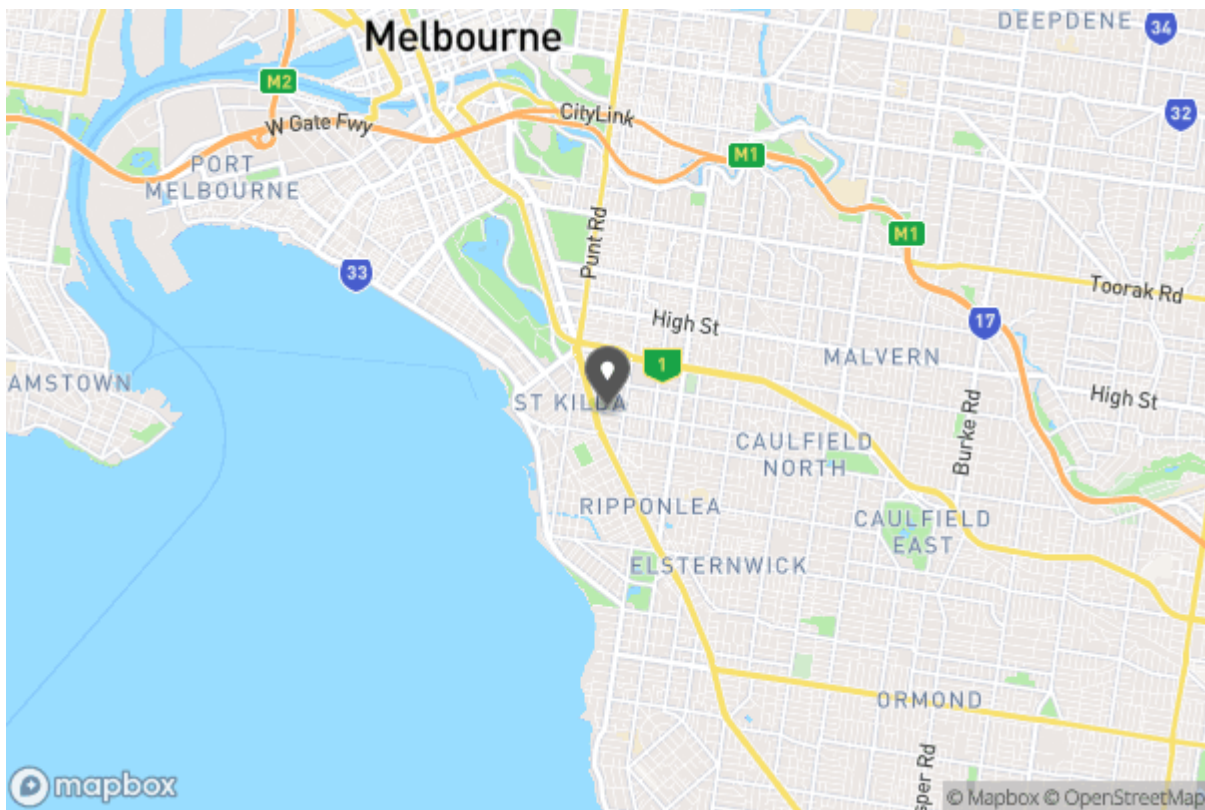 DEEPDENE
34
Melbourne
M2
CityLink
32
W Gate Fwy
M1
PORT
MELBOURNE
Punt Rd
M1
33
Toorak Rd
High St
17
MALVERN
1
AMSTOWN
ST KILDA
High St
Burke Rd
CAULFIELD
NORTH
RIPPONLEA
CAULFIELD
EAST
ELSTERNWICK
ORMOND
sper Rd
mapbox
© Mapbox © OpenStreetMap